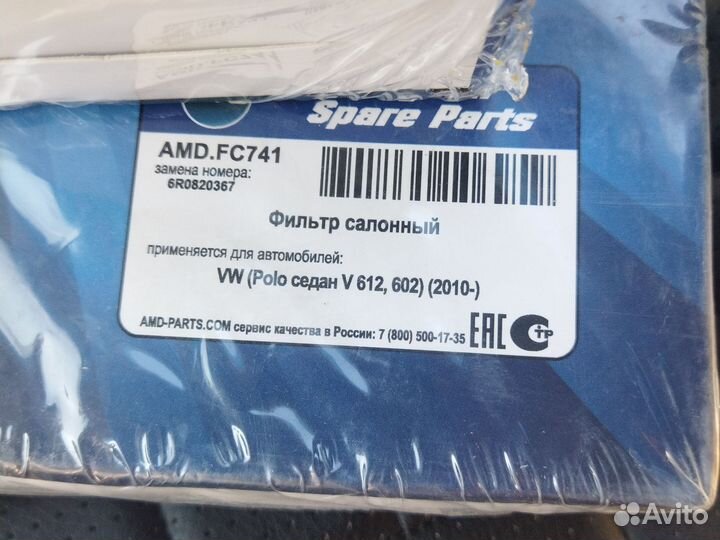 Spare Parts
AMD.FC741
замена номера:
6R0820367
Фильтр салонный
применяется для автомобилей:
VW (Polo седан V 612, 602) (2010-)
AMD-PARTS.COM сервис качества в России: 7 (800) 500-17-35
EAC
тр
Avito